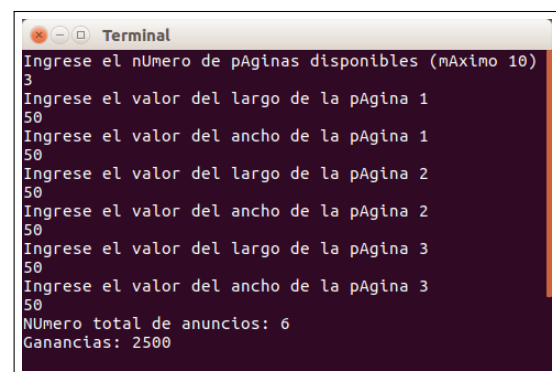 Terminal
Ingrese el nUmero de pAginas disponibles (mAximo 10)
3
Ingrese el valor del largo de la pAgina 1
50
Ingrese el valor del ancho de la pAgina 1
50
Ingrese el valor del largo de la pAgina 2
50
Ingrese el valor del ancho de la pAgina 2
50
Ingrese el valor del largo de la pAgina 3
50
Ingrese el valor del ancho de la pAgina 3
50
NUmero total de anuncios: 6
Ganancias: 2500